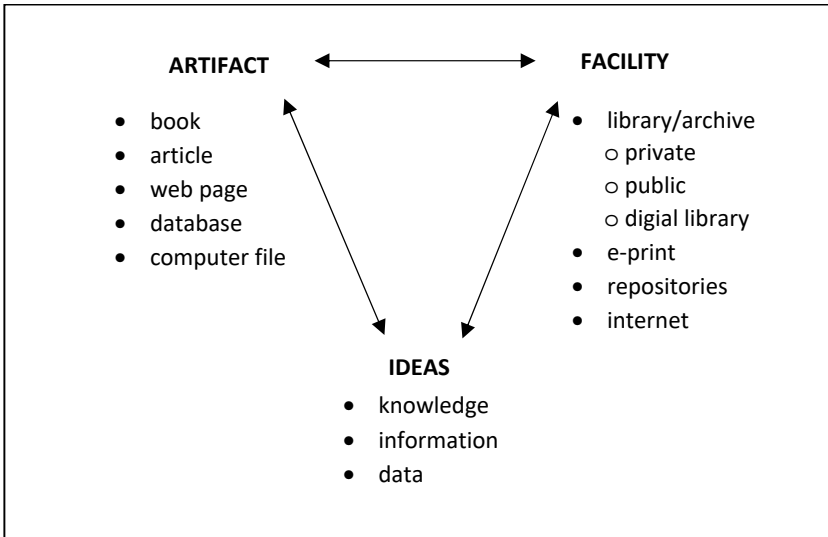 ARTIFACT
• book
• article
• web page
• database
• computer file
FACILITY
• library/archive
o private
o public
o digial library
• e-print
• repositories
• internet
IDEAS
• knowledge
• information
• data